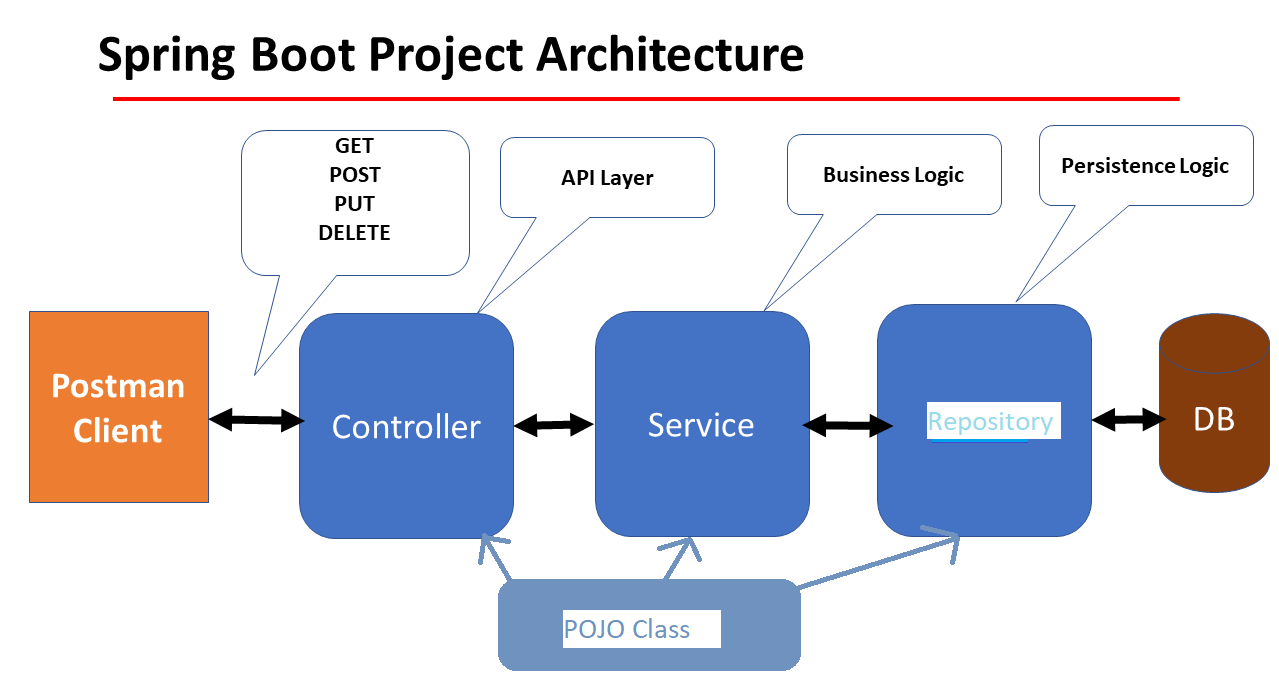 Spring Boot Project Architecture
GET
POST
PUT
DELETE
API Layer
Business Logic
Persistence Logic
Postman
Client
Controller
Service
Repository
DB
POJO Class